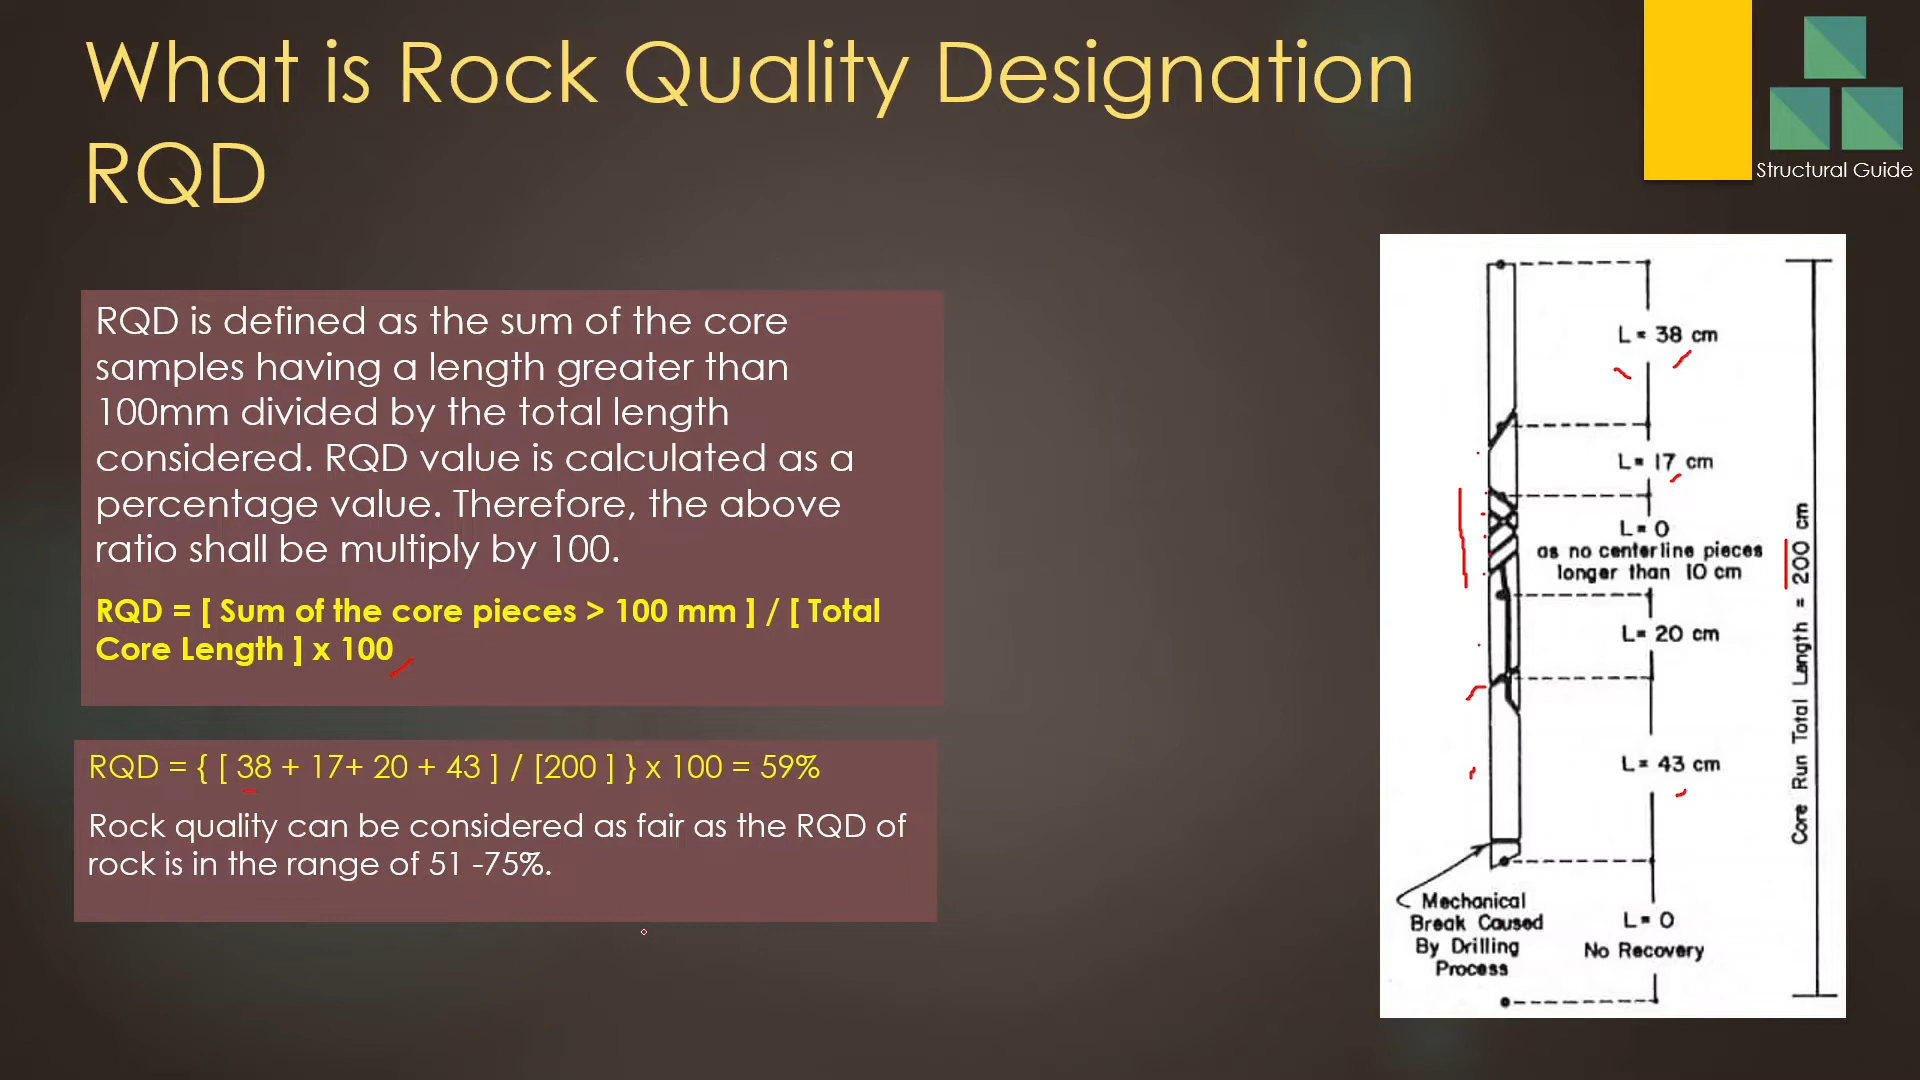 What is Rock Quality Designation
RQD
Structural Guide
RQD is defined as the sum of the core
samples having a length greater than
100mm divided by the total length
considered. RQD value is calculated as a
percentage value. Therefore, the above
ratio shall be multiply by 100.
RQD = [ Sum of the core pieces > 100 mm ] / [ Total
Core Length ] x 100
RQD = { [ 38 + 17+ 20 + 43 ] / [200 ] } x 100 = 59%
Rock quality can be considered as fair as the RQD of
rock is in the range of 51 -75%.
L = 38 cm
L = 17 cm
L = 0
as no centerline pieces
longer than 10 cm
L = 20 cm
L = 43 cm
Mechanical
Break Caused
By Drilling
Process
L = 0
No Recovery
Core Run Total Length = 200 cm